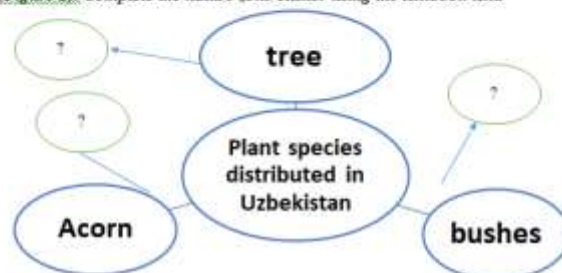 ?
tree
?
?
Plant species
distributed in
Uzbekistan
Acorn
bushes